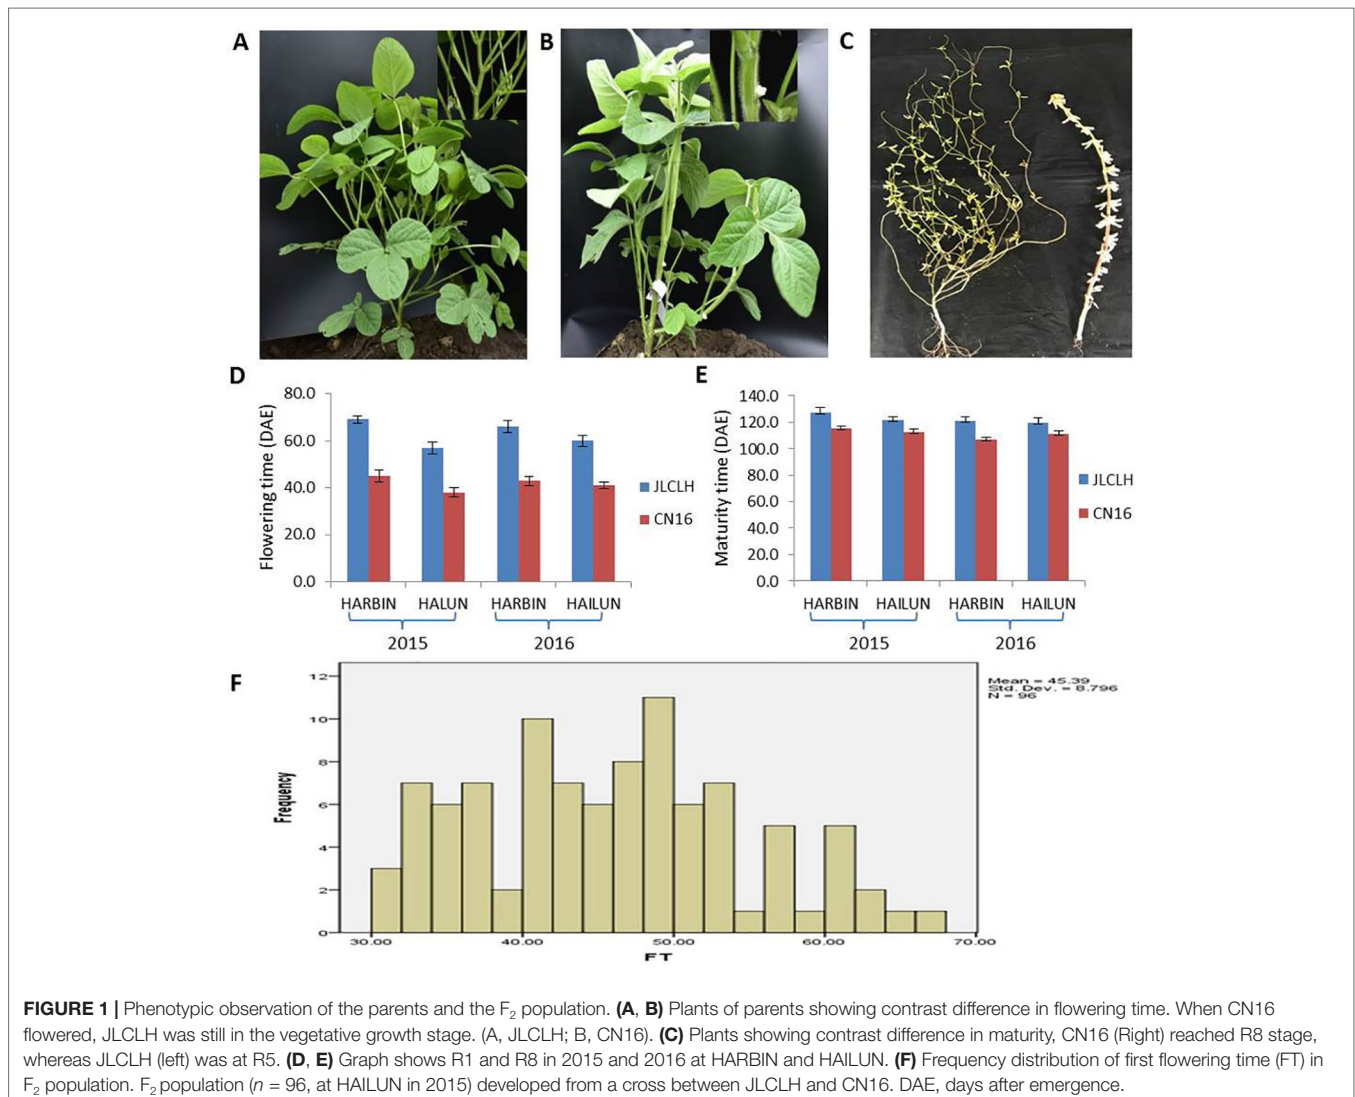 A
B
C
D
80.0
60.0
40.0
20.0
0.0
Flowering time (DAE)
HARBIN
HALUN
HARBIN
HAILUN
2015
2016
JLCLH
CN16
E
140.0
120.0
100.0
80.0
60.0
40.0
20.0
0.0
Maturity time (DAE)
HARBIN
HAILUN
HARBIN
HAILUN
2015
2016
JLCLH
CN16
F
Mean = 45.39
Std. Dev. = 8.796
N = 96
12
10
8
6
4
2
0
Frequency
30.00
40.00
50.00
60.00
70.00
FT
FIGURE 1 | Phenotypic observation of the parents and the F₂ population. (A, B) Plants of parents showing contrast difference in flowering time. When CN16
flowered, JLCLH was still in the vegetative growth stage. (A, JLCLH; B, CN16). (C) Plants showing contrast difference in maturity, CN16 (Right) reached R8 stage,
whereas JLCLH (left) was at R5. (D, E) Graph shows R1 and R8 in 2015 and 2016 at HARBIN and HAILUN. (F) Frequency distribution of first flowering time (FT) in
F₂ population. F₂ population (n = 96, at HAILUN in 2015) developed from a cross between JLCLH and CN16. DAE, days after emergence.